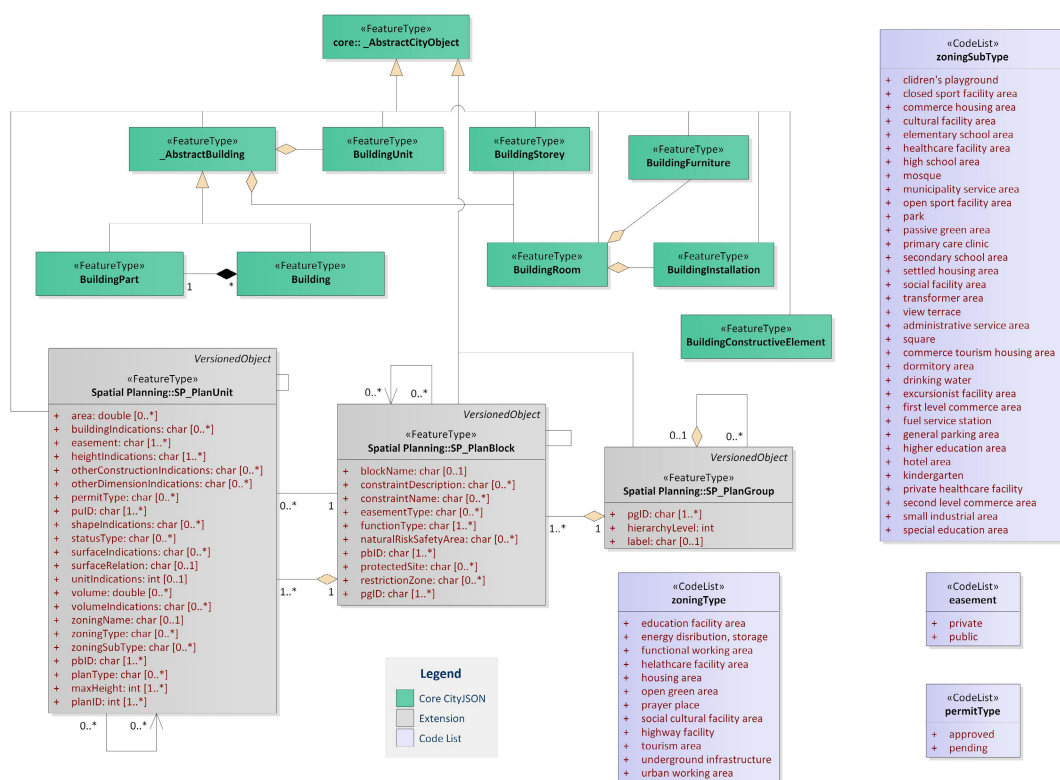 «FeatureType»
core:: _AbstractCityObject
«FeatureType»
_AbstractBuilding
«FeatureType»
BuildingUnit
«FeatureType»
BuildingStorey
«FeatureType»
BuildingFurniture
«FeatureType»
BuildingPart
1
*
«FeatureType»
Building
«FeatureType»
BuildingRoom
«FeatureType»
BuildingInstallation
«FeatureType»
BuildingConstructiveElement
VersionedObject
«FeatureType»
Spatial Planning::SP_PlanUnit
+ area: double [0..*]
+ buildingIndications: char [0..*]
+ easement: char [1..*]
+ heightIndications: char [1..*]
+ otherConstructionIndications: char [0..*]
+ otherDimensionIndications: char [0..*]
+ permitType: char [0..*]
+ puID: char [1..*]
+ shapeIndications: char [0..*]
+ statusType: char [0..*]
+ surfaceIndications: char [0..*]
+ surfaceRelation: char [0..1]
+ unitIndications: int [0..1]
+ volume: double [0..*]
+ volumeIndications: char [0..*]
+ zoningName: char [0..1]
+ zoningType: char [0..*]
+ zoningSubType: char [0..*]
+ pbID: char [1..*]
+ planType: char [0..*]
+ maxHeight: int [1..*]
+ planID: int [1..*]
0..*
0..*
0..*
1
1..*
1
0..*
0..*
VersionedObject
«FeatureType»
Spatial Planning::SP_PlanBlock
+ blockName: char [0..1]
+ constraintDescription: char [0..*]
+ constraintName: char [0..*]
+ easementType: char [0..*]
+ functionType: char [1..*]
+ naturalRiskSafetyArea: char [0..*]
+ pbID: char [1..*]
+ protectedSite: char [0..*]
+ restrictionZone: char [0..*]
+ pgID: char [1..*]
1..*
1
0..1
0..*
VersionedObject
«FeatureType»
Spatial Planning::SP_PlanGroup
+ pgID: char [1..*]
+ hierarchyLevel: int
+ label: char [0..1]
Legend
Core CityJSON
Extension
Code List
«CodeList»
zoningType
+ education facility area
+ energy disribution, storage
+ functional working area
+ helathcare facility area
+ housing area
+ open green area
+ prayer place
+ social cultural facility area
+ highway facility
+ tourism area
+ underground infrastructure
+ urban working area
«CodeList»
zoningSubType
+ clidren's playground
+ closed sport facility area
+ commerce housing area
+ cultural facility area
+ elementary school area
+ healthcare facility area
+ high school area
+ mosque
+ municipality service area
+ open sport facility area
+ park
+ passive green area
+ primary care clinic
+ secondary school area
+ settled housing area
+ social facility area
+ transformer area
+ view terrace
+ administrative service area
+ square
+ commerce tourism housing area
+ dormitory area
+ drinking water
+ excursionist facility area
+ first level commerce area
+ fuel service station
+ general parking area
+ higher education area
+ hotel area
+ kindergarten
+ private healthcare facility
+ second level commerce area
+ small industrial area
+ special education area
«CodeList»
easement
+ private
+ public
«CodeList»
permitType
+ approved
+ pending